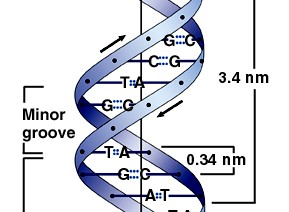 G C
C G
3.4 nm
T A
G C
Minor
groove
T A
0.34 nm
G C
A T
T A